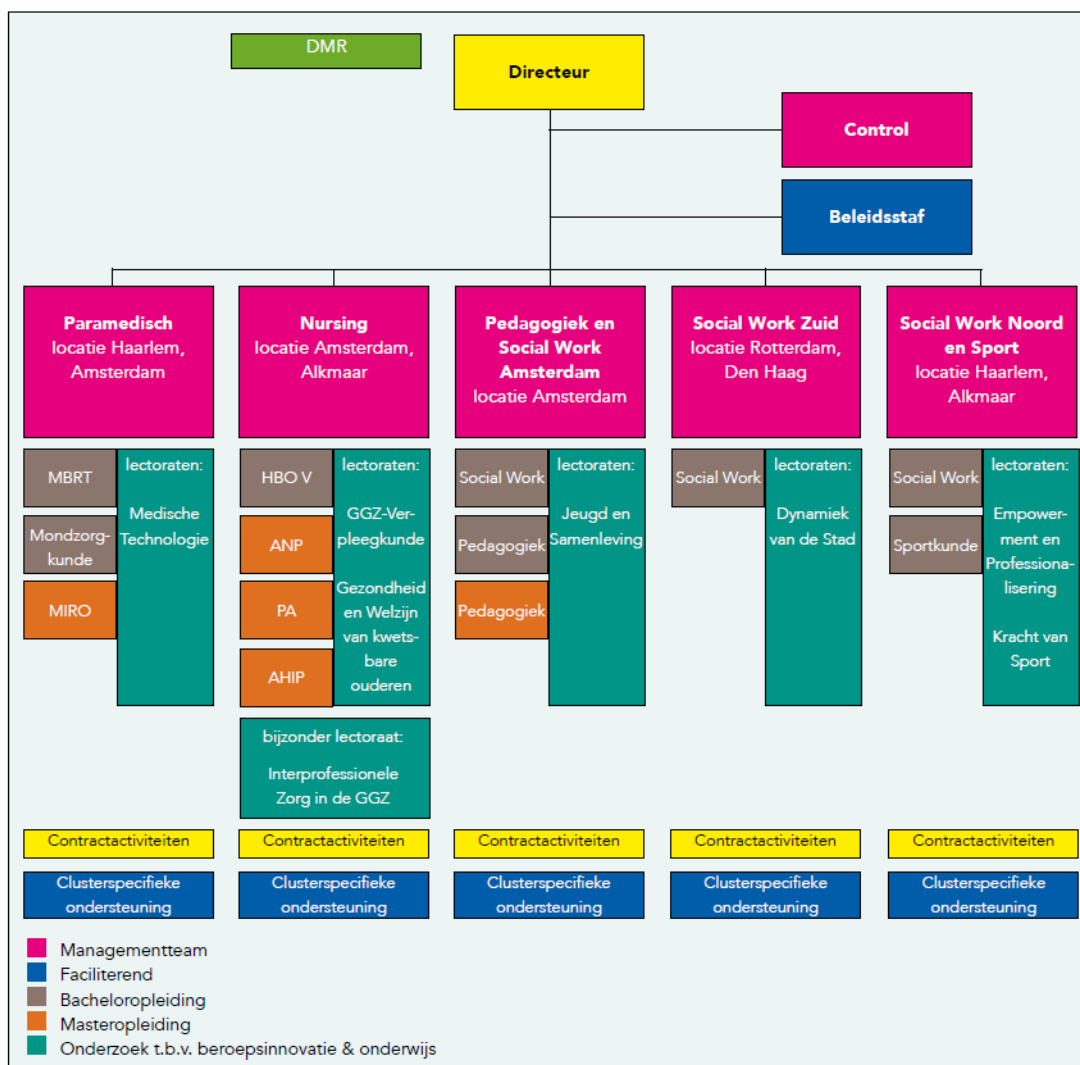 DMR
Directeur
Control
Beleidsstaf
Paramedisch
locatie Haarlem,
Amsterdam
Nursing
locatie Amsterdam,
Alkmaar
Pedagogiek en
Social Work
Amsterdam
locatie Amsterdam
Social Work Zuid
locatie Rotterdam,
Den Haag
Social Work Noord
en Sport
locatie Haarlem,
Alkmaar
MBRT
Mondzorg-
kunde
MIRO
lectoraten:
Medische
Technologie
HBO V
ANP
PA
AHIP
lectoraten:
GGZ-Ver-
pleegkunde
Gezondheid
en Welzijn
van kwets-
bare
ouderen
bijzonder lectoraat:
Interprofessionele
Zorg in de GGZ
Social Work
Pedagogiek
Pedagogiek
lectoraten:
Jeugd en
Samenleving
Social Work
lectoraten:
Dynamiek
van de Stad
Social Work
Sportkunde
lectoraten:
Empower-
ment en
Professiona-
lisering
Kracht van
Sport
Contractactiviteiten
Contractactiviteiten
Contractactiviteiten
Contractactiviteiten
Contractactiviteiten
Clusterspecifieke
ondersteuning
Clusterspecifieke
ondersteuning
Clusterspecifieke
ondersteuning
Clusterspecifieke
ondersteuning
Clusterspecifieke
ondersteuning
Managementteam
Faciliterend
Bacheloropleiding
Masteropleiding
Onderzoek t.b.v. beroepsinnovatie & onderwijs